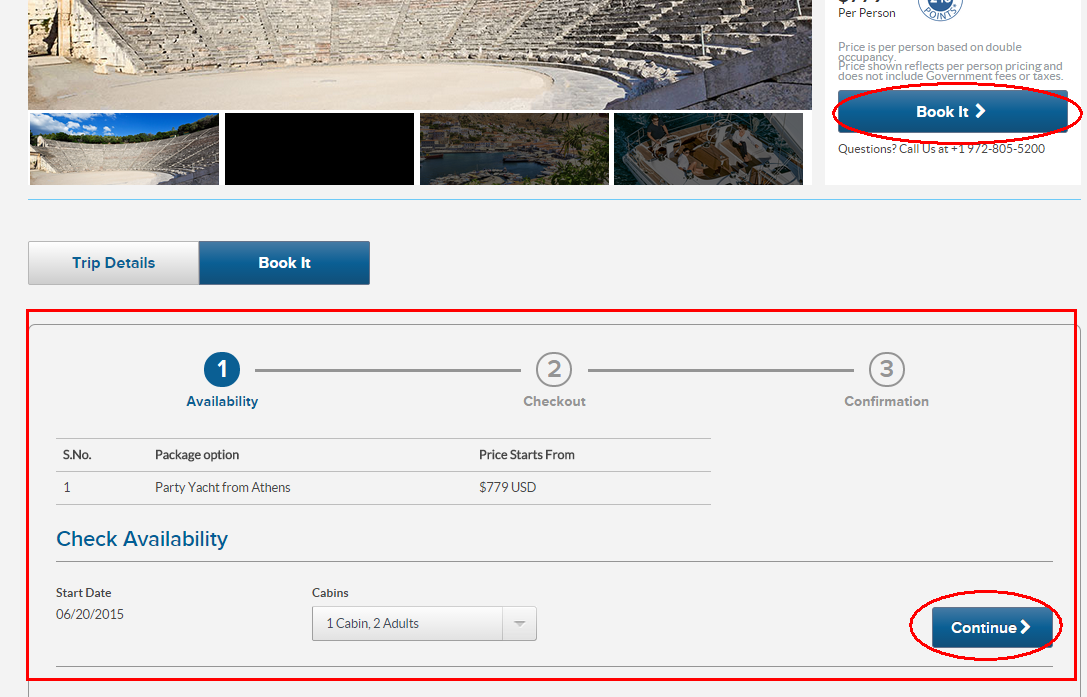 Per Person
POINTS
Price is per person based on double
occupancy.
Price shown reflects per person pricing and
does not include Government fees or taxes.
Book It
Questions? Call Us at +1 972-805-5200
Trip Details
Book It
1
2
3
Availability
Checkout
Confirmation
S.No.
Package option
Price Starts From
1
Party Yacht from Athens
$779 USD
Check Availability
Start Date
Cabins
06/20/2015
1 Cabin, 2 Adults
Continue